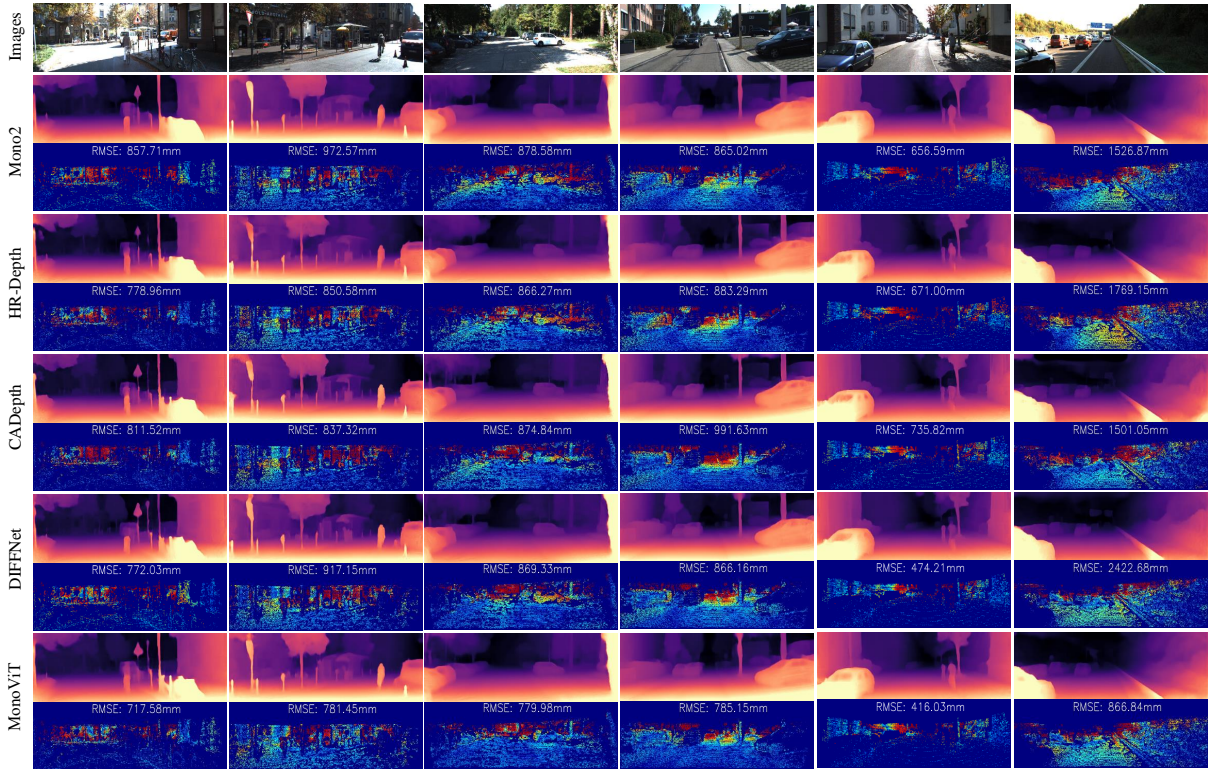 Images
Mono2
RMSE: 857.71mm
RMSE: 972.57mm
RMSE: 878.58mm
RMSE: 865.02mm
RMSE: 656.59mm
RMSE: 1526.87mm
HR-Depth
RMSE: 778.96mm
RMSE: 850.58mm
RMSE: 866.27mm
RMSE: 883.29mm
RMSE: 671.00mm
RMSE: 1769.15mm
CADepth
RMSE: 811.52mm
RMSE: 837.32mm
RMSE: 874.84mm
RMSE: 991.63mm
RMSE: 735.82mm
RMSE: 1501.05mm
DIFFNet
RMSE: 772.03mm
RMSE: 917.15mm
RMSE: 869.33mm
RMSE: 866.16mm
RMSE: 474.21mm
RMSE: 2422.68mm
MonoViT
RMSE: 717.58mm
RMSE: 781.45mm
RMSE: 779.98mm
RMSE: 785.15mm
RMSE: 416.03mm
RMSE: 866.84mm